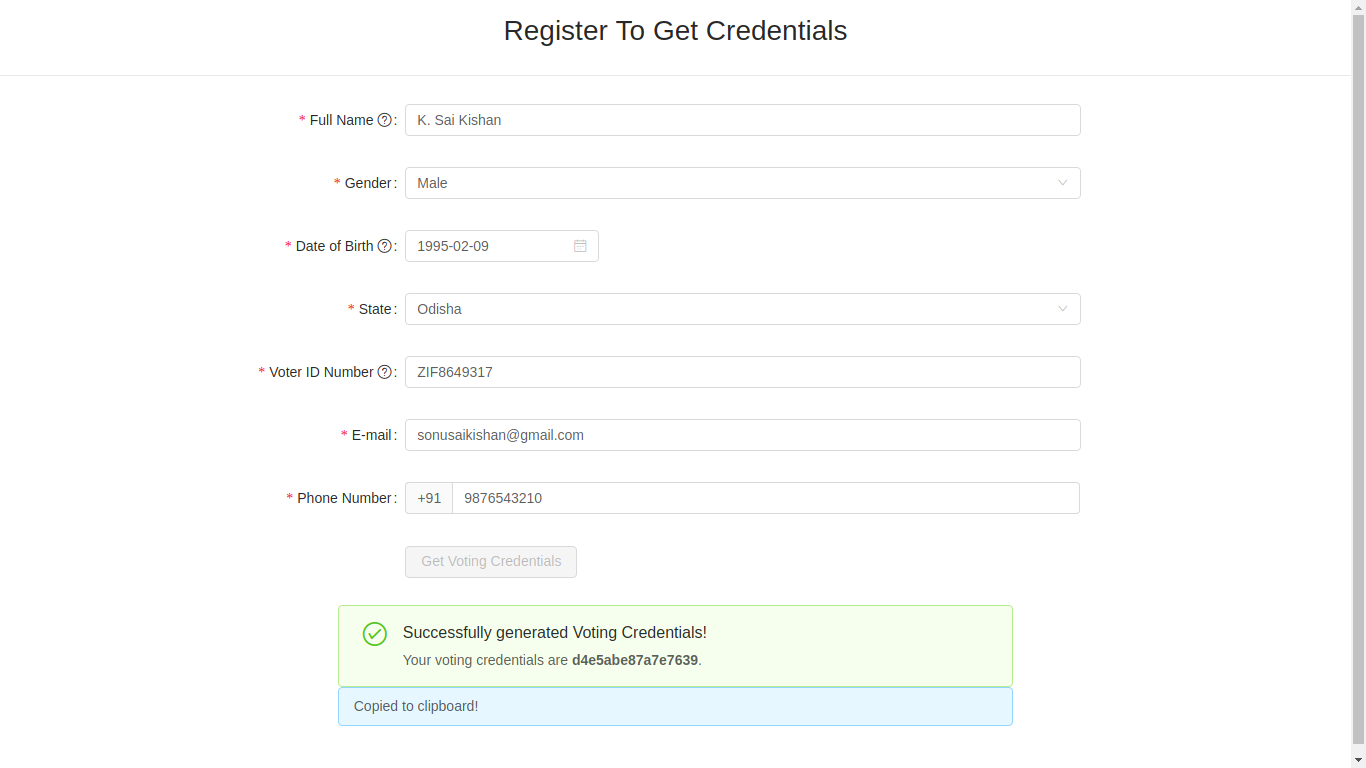 Register To Get Credentials
* Full Name ? : K. Sai Kishan
* Gender : Male
* Date of Birth ? : 1995-02-09
* State : Odisha
* Voter ID Number ? : ZIF8649317
* E-mail : sonusaikishan@gmail.com
* Phone Number : +91 9876543210
Get Voting Credentials
Successfully generated Voting Credentials!
Your voting credentials are d4e5abe87a7e7639.
Copied to clipboard!